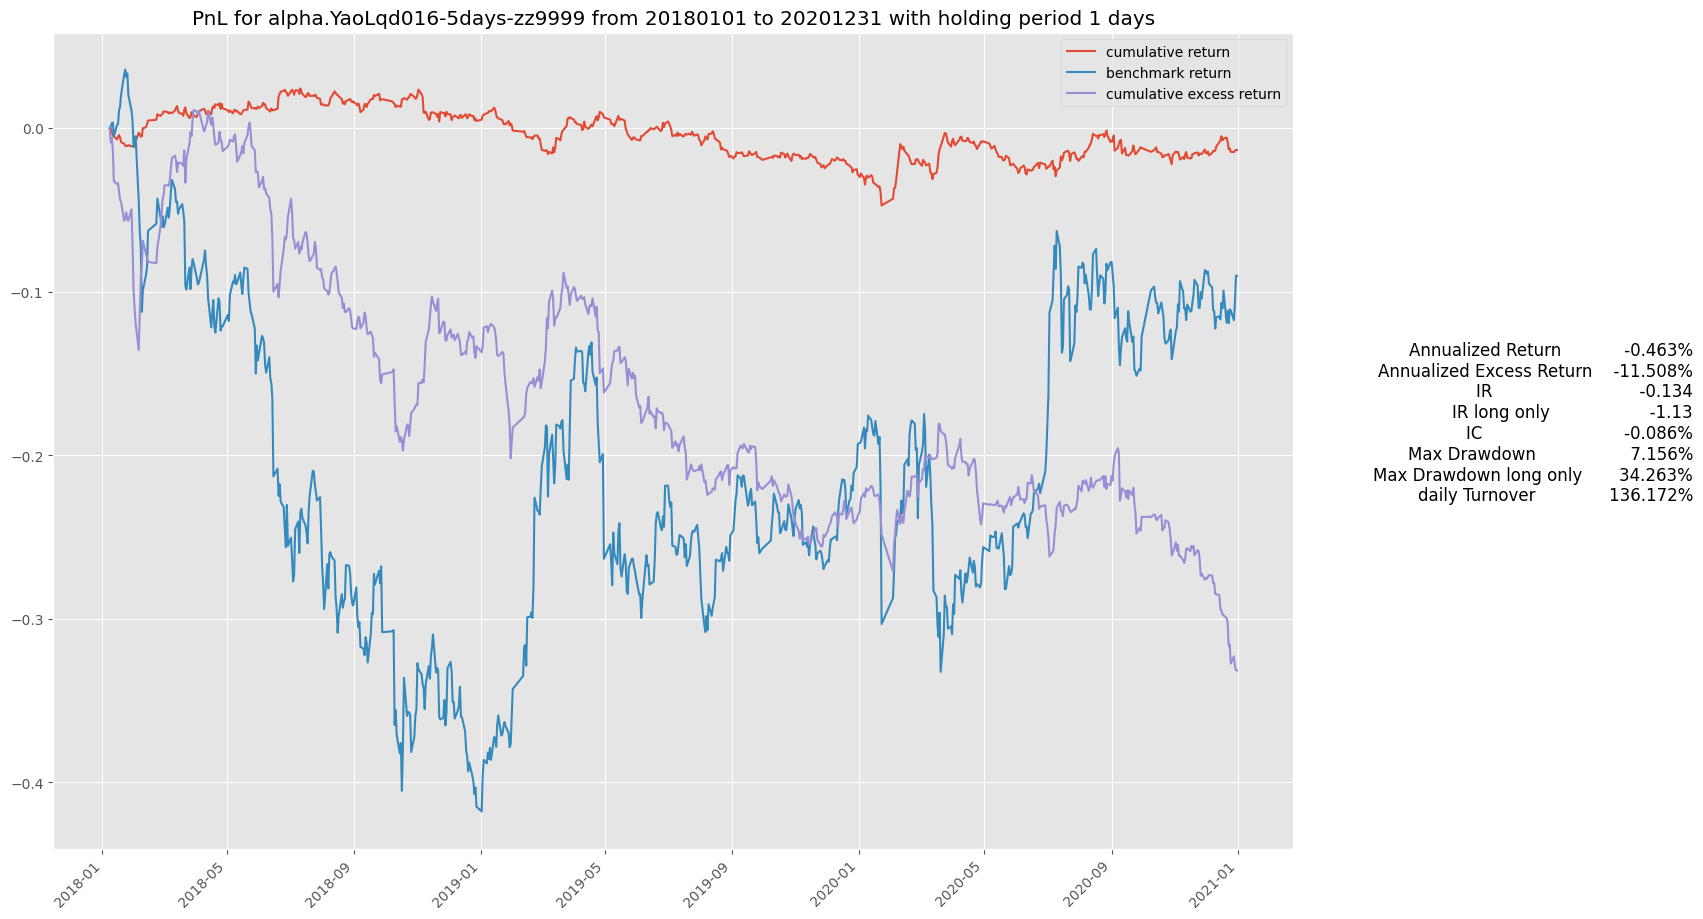 PnL for alpha.YaoLqd016-5days-zz9999 from 20180101 to 20201231 with holding period 1 days
cumulative return
benchmark return
cumulative excess return
0.0
−0.1
−0.2
−0.3
−0.4
2018-01
2018-05
2018-09
2019-01
2019-05
2019-09
2020-01
2020-05
2020-09
2021-01
Annualized Return -0.463%
Annualized Excess Return -11.508%
IR -0.134
IR long only -1.13
IC -0.086%
Max Drawdown 7.156%
Max Drawdown long only 34.263%
daily Turnover 136.172%